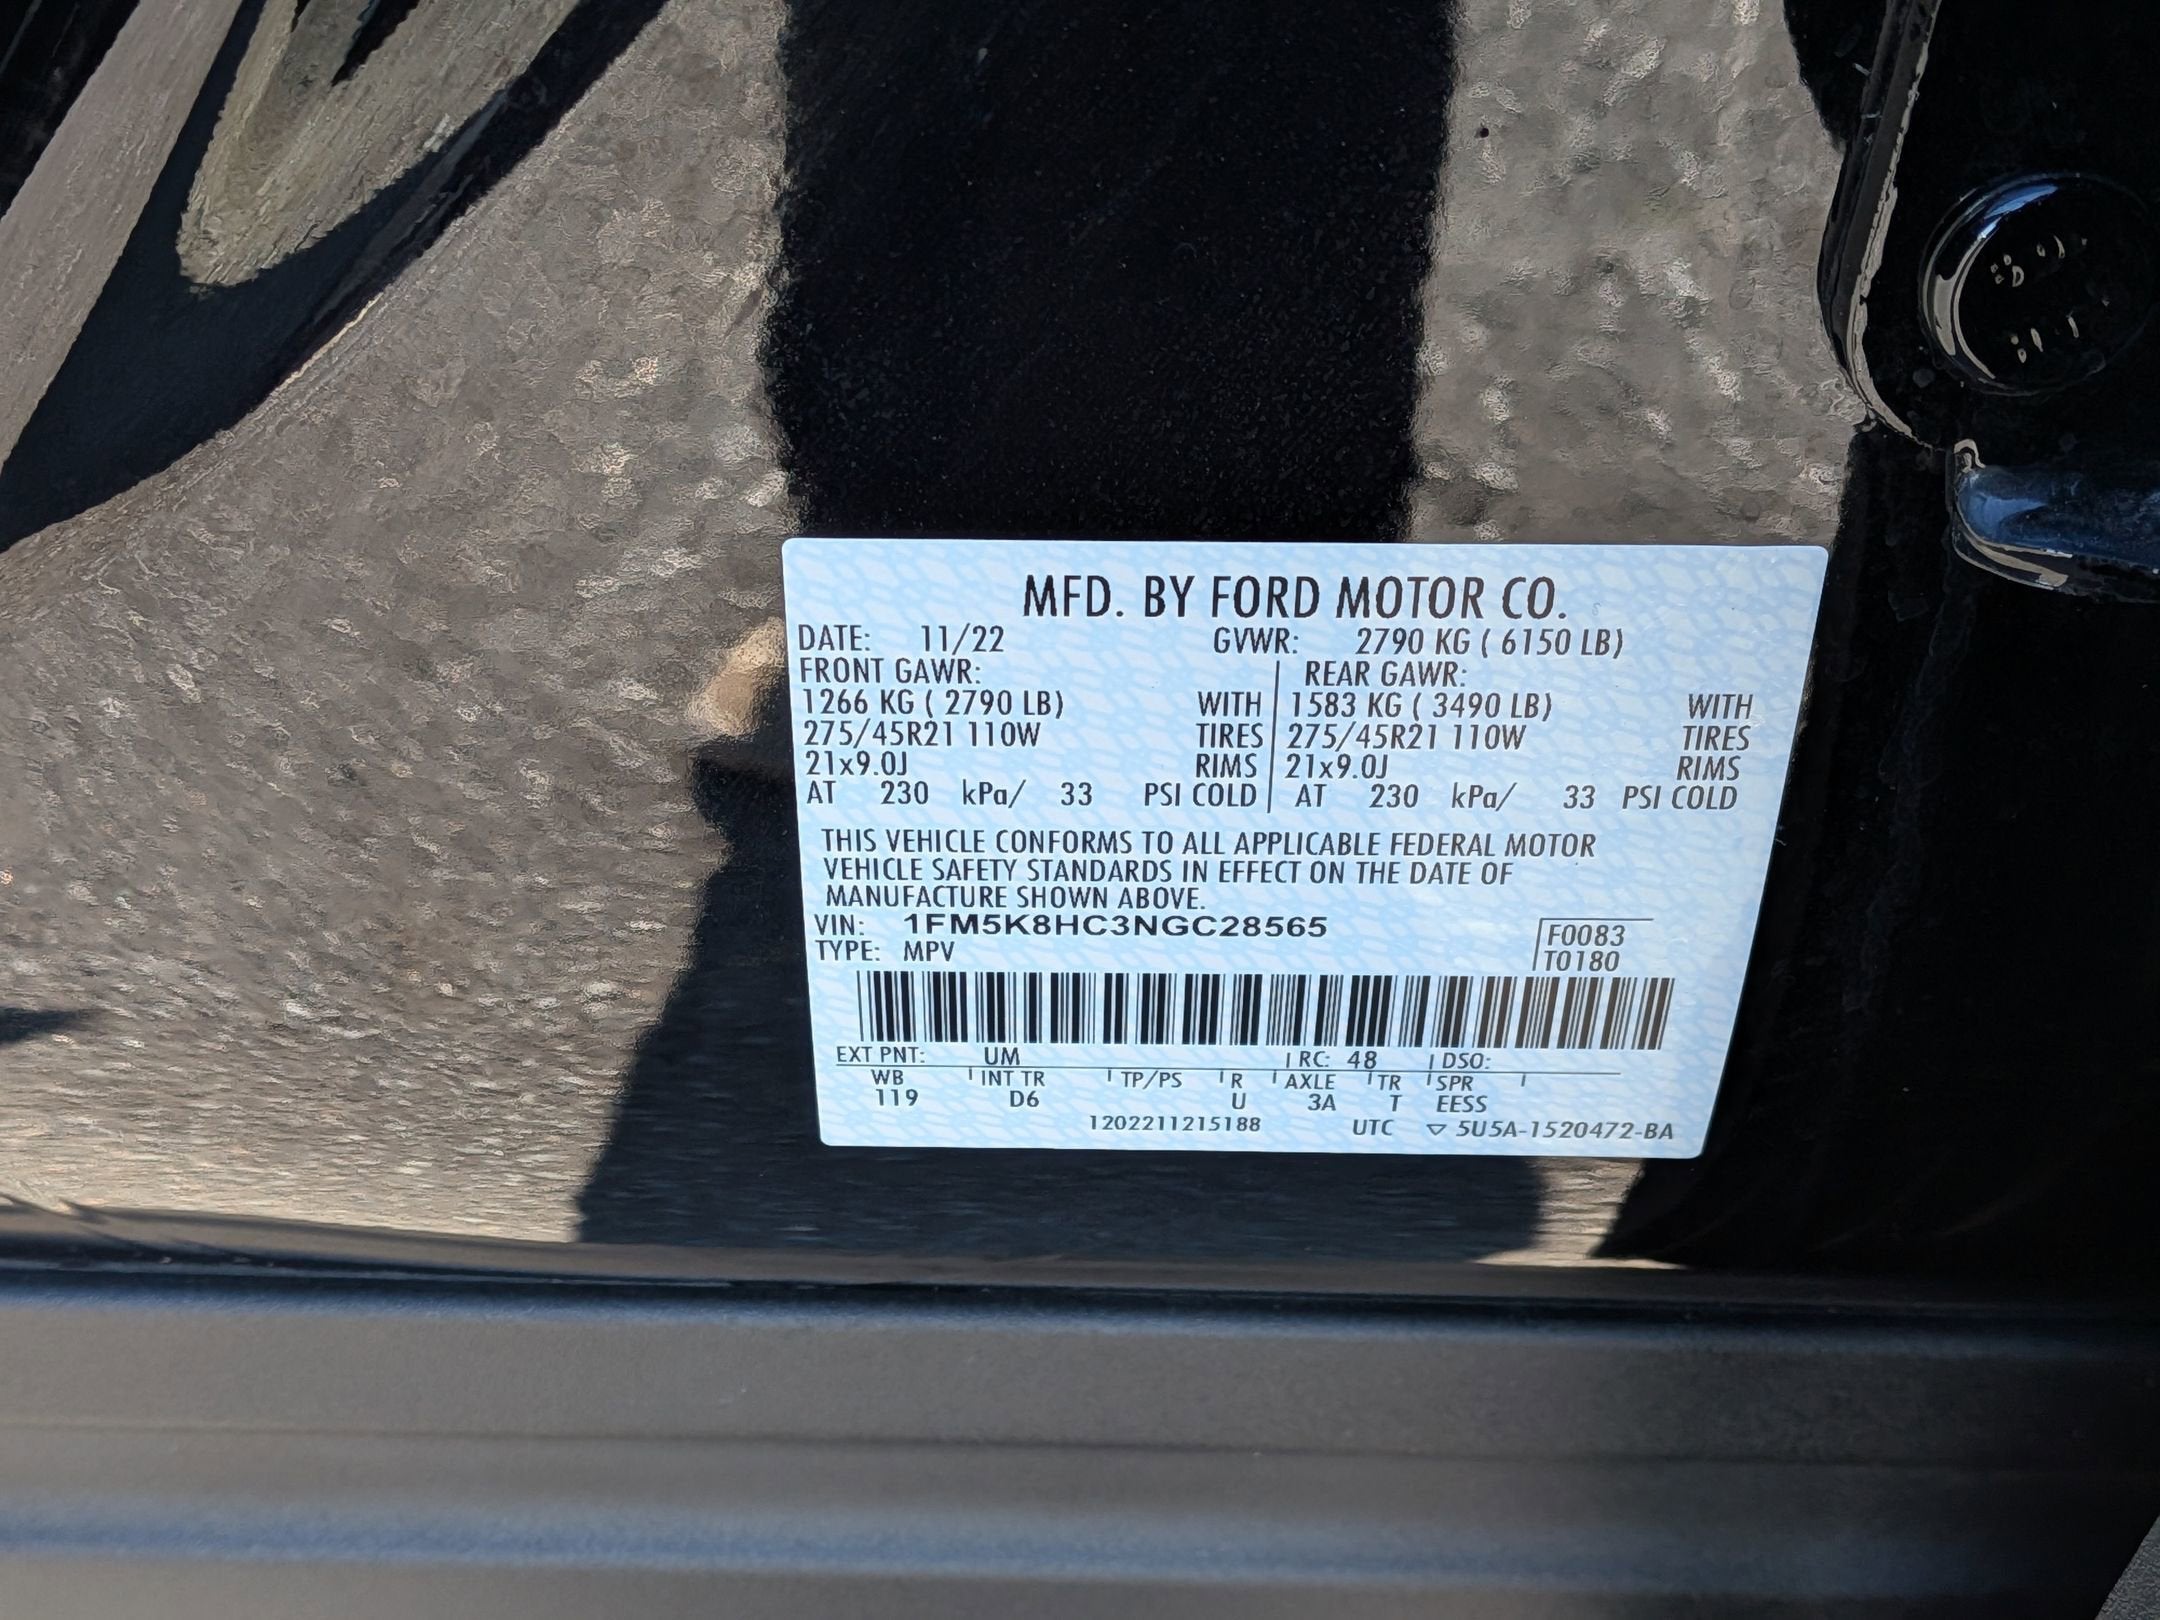 MFD. BY FORD MOTOR CO.
DATE: 11/22 GVWR: 2790 KG ( 6150 LB)
FRONT GAWR: REAR GAWR:
1266 KG ( 2790 LB) WITH 1583 KG ( 3490 LB) WITH
275/45R21 110W TIRES 275/45R21 110W TIRES
21x9.0J RIMS 21x9.0J RIMS
AT 230 kPa/ 33 PSI COLD AT 230 kPa/ 33 PSI COLD
THIS VEHICLE CONFORMS TO ALL APPLICABLE FEDERAL MOTOR
VEHICLE SAFETY STANDARDS IN EFFECT ON THE DATE OF
MANUFACTURE SHOWN ABOVE.
VIN: 1FM5K8HC3NGC28565
F0083
TYPE: MPV
T0180
EXT PNT: UM RC: 48 DSO:
WB INT TR TP/PS R AXLE TR SPR
119 D6 U 3A T EESS
1202211215188 UTC ▽ 5U5A-1520472-BA